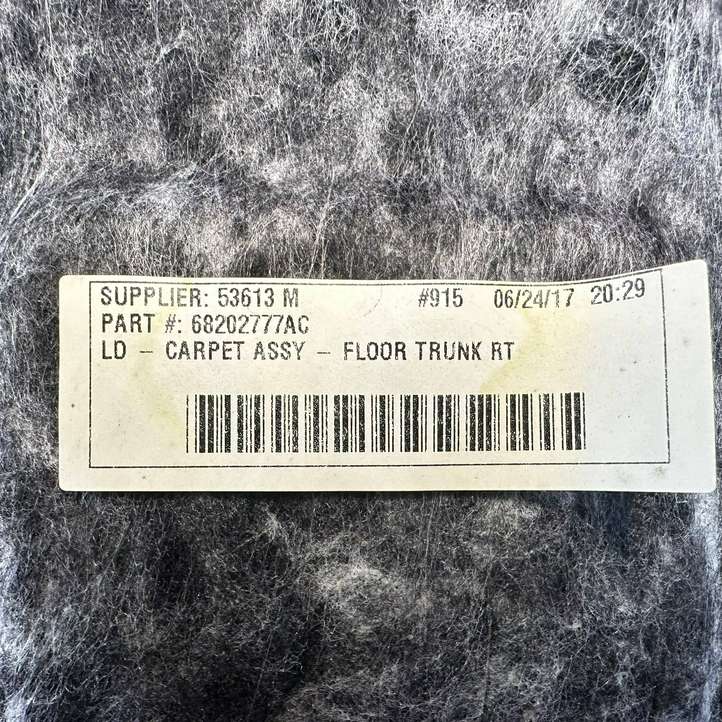 SUPPLIER: 53613 M #915 06/24/17 20:29
PART #: 68202777AC
LD - CARPET ASSY - FLOOR TRUNK RT